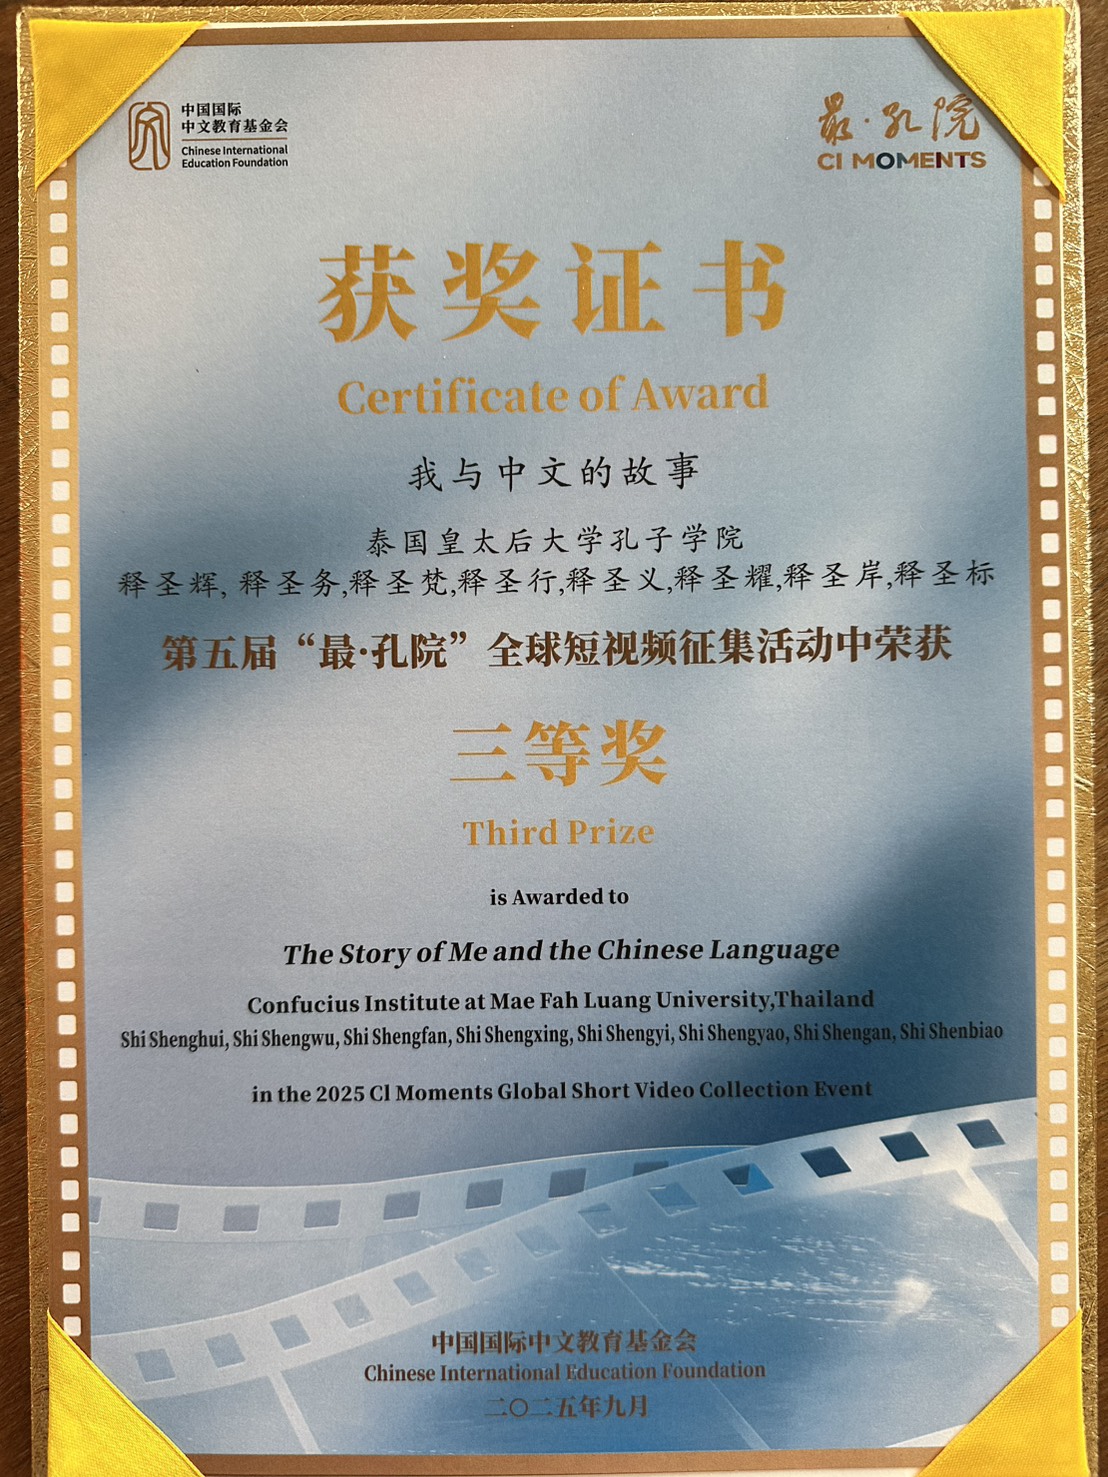 中国国际
中文教育基金会
Chinese International
Education Foundation
最·孔院
CI MOMENTS
获奖证书
Certificate of Award
我与中文的故事
泰国皇太后大学孔子学院
释圣辉, 释圣务,释圣梵,释圣行,释圣义,释圣耀,释圣岸,释圣标
第五届“最·孔院”全球短视频征集活动中荣获
三等奖
Third Prize
is Awarded to
The Story of Me and the Chinese Language
Confucius Institute at Mae Fah Luang University,Thailand
Shi Shenghui, Shi Shengwu, Shi Shengfan, Shi Shengxing, Shi Shengyi, Shi Shengyao, Shi Shengan, Shi Shenbiao
in the 2025 Cl Moments Global Short Video Collection Event
中国国际中文教育基金会
Chinese International Education Foundation
二〇二五年九月